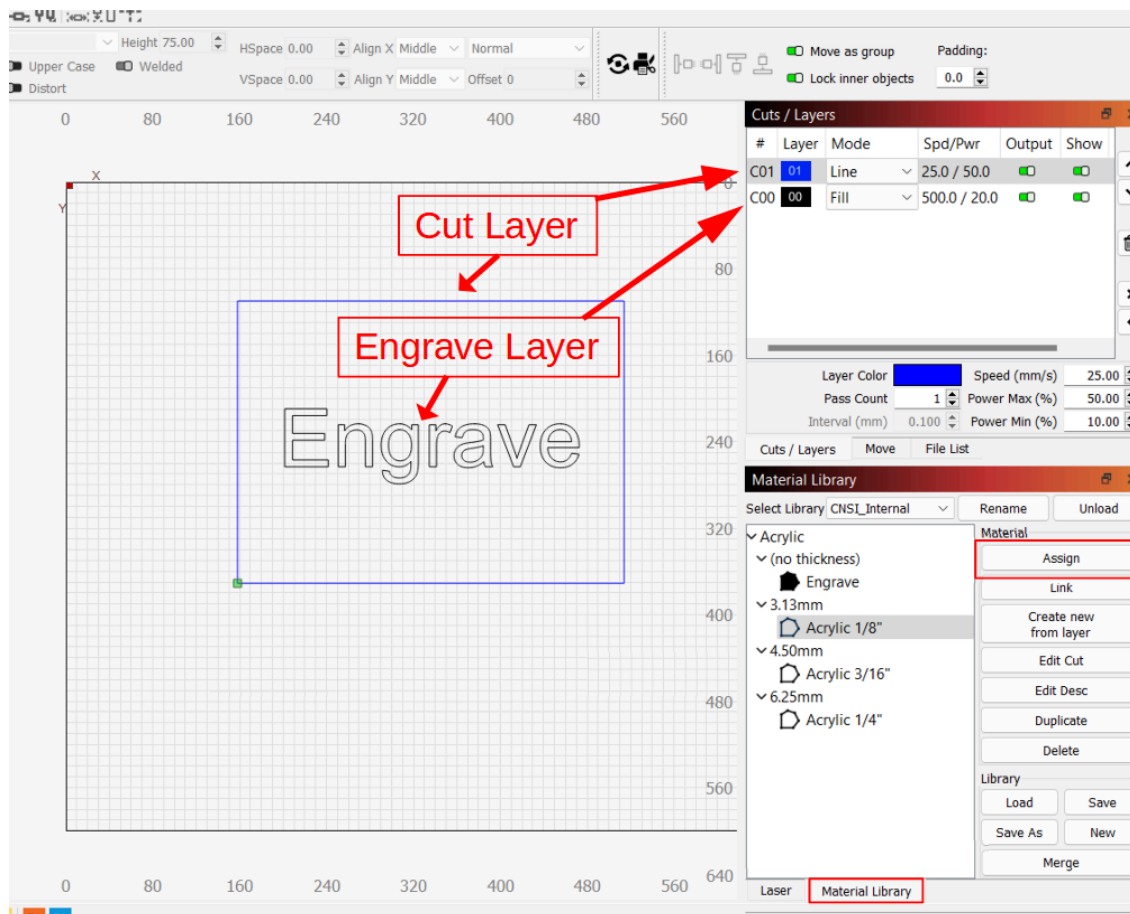 Height 75.00 HSpace 0.00 Align X Middle Normal
Upper Case Welded
Distort VSpace 0.00 Align Y Middle Offset 0
Move as group Padding:
Lock inner objects 0.0
0 80 160 240 320 400 480 560
X
Y
0
80
160
240
320
400
480
560
640
0 80 160 240 320 400 480 560
Cut Layer
Engrave Layer
Engrave
Cuts / Layers
# Layer Mode Spd/Pwr Output Show
C01 01 Line 25.0 / 50.0
C00 00 Fill 500.0 / 20.0
Layer Color Speed (mm/s) 25.00
Pass Count 1 Power Max (%) 50.00
Interval (mm) 0.100 Power Min (%) 10.00
Cuts / Layers Move File List
Material Library
Select Library CNSI_Internal Rename Unload
Acrylic
(no thickness)
Engrave
3.13mm
Acrylic 1/8"
4.50mm
Acrylic 3/16"
6.25mm
Acrylic 1/4"
Material
Assign
Link
Create new
from layer
Edit Cut
Edit Desc
Duplicate
Delete
Library
Load Save
Save As New
Merge
Laser Material Library